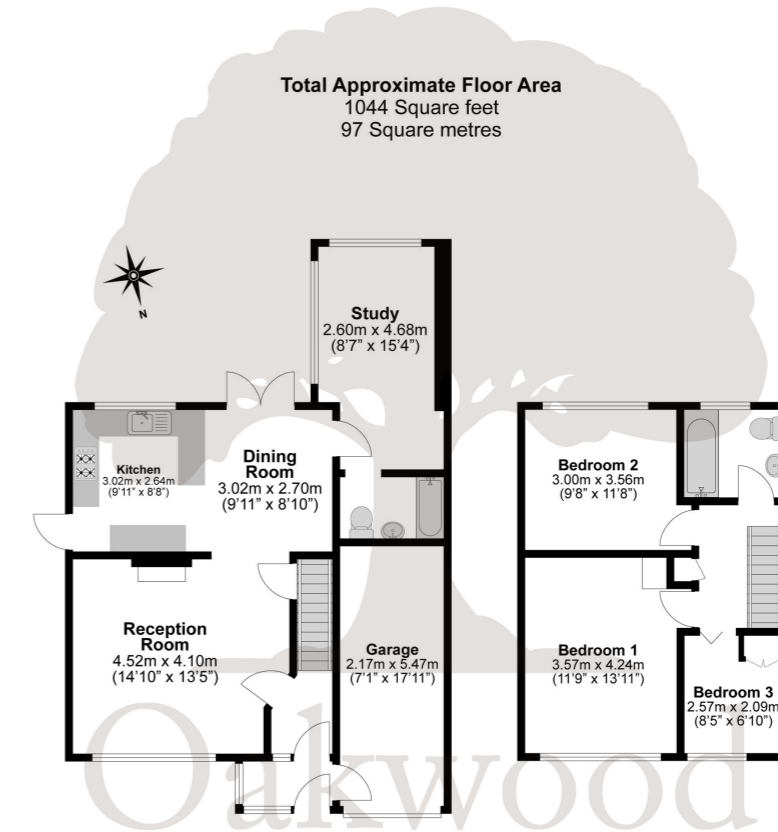 Total Approximate Floor Area
1044 Square feet
97 Square metres
N
Study
2.60m x 4.68m
(8'7" x 15'4")
Kitchen
3.02m x 2.64m
(9'11" x 8'8")
Dining
Room
3.02m x 2.70m
(9'11" x 8'10")
Reception
Room
4.52m x 4.10m
(14'10" x 13'5")
Garage
2.17m x 5.47m
(7'1" x 17'11")
Bedroom 2
3.00m x 3.56m
(9'8" x 11'8")
Bedroom 1
3.57m x 4.24m
(11'9" x 13'11")
Bedroom 3
2.57m x 2.09m
(8'5" x 6'10")
Oakwood